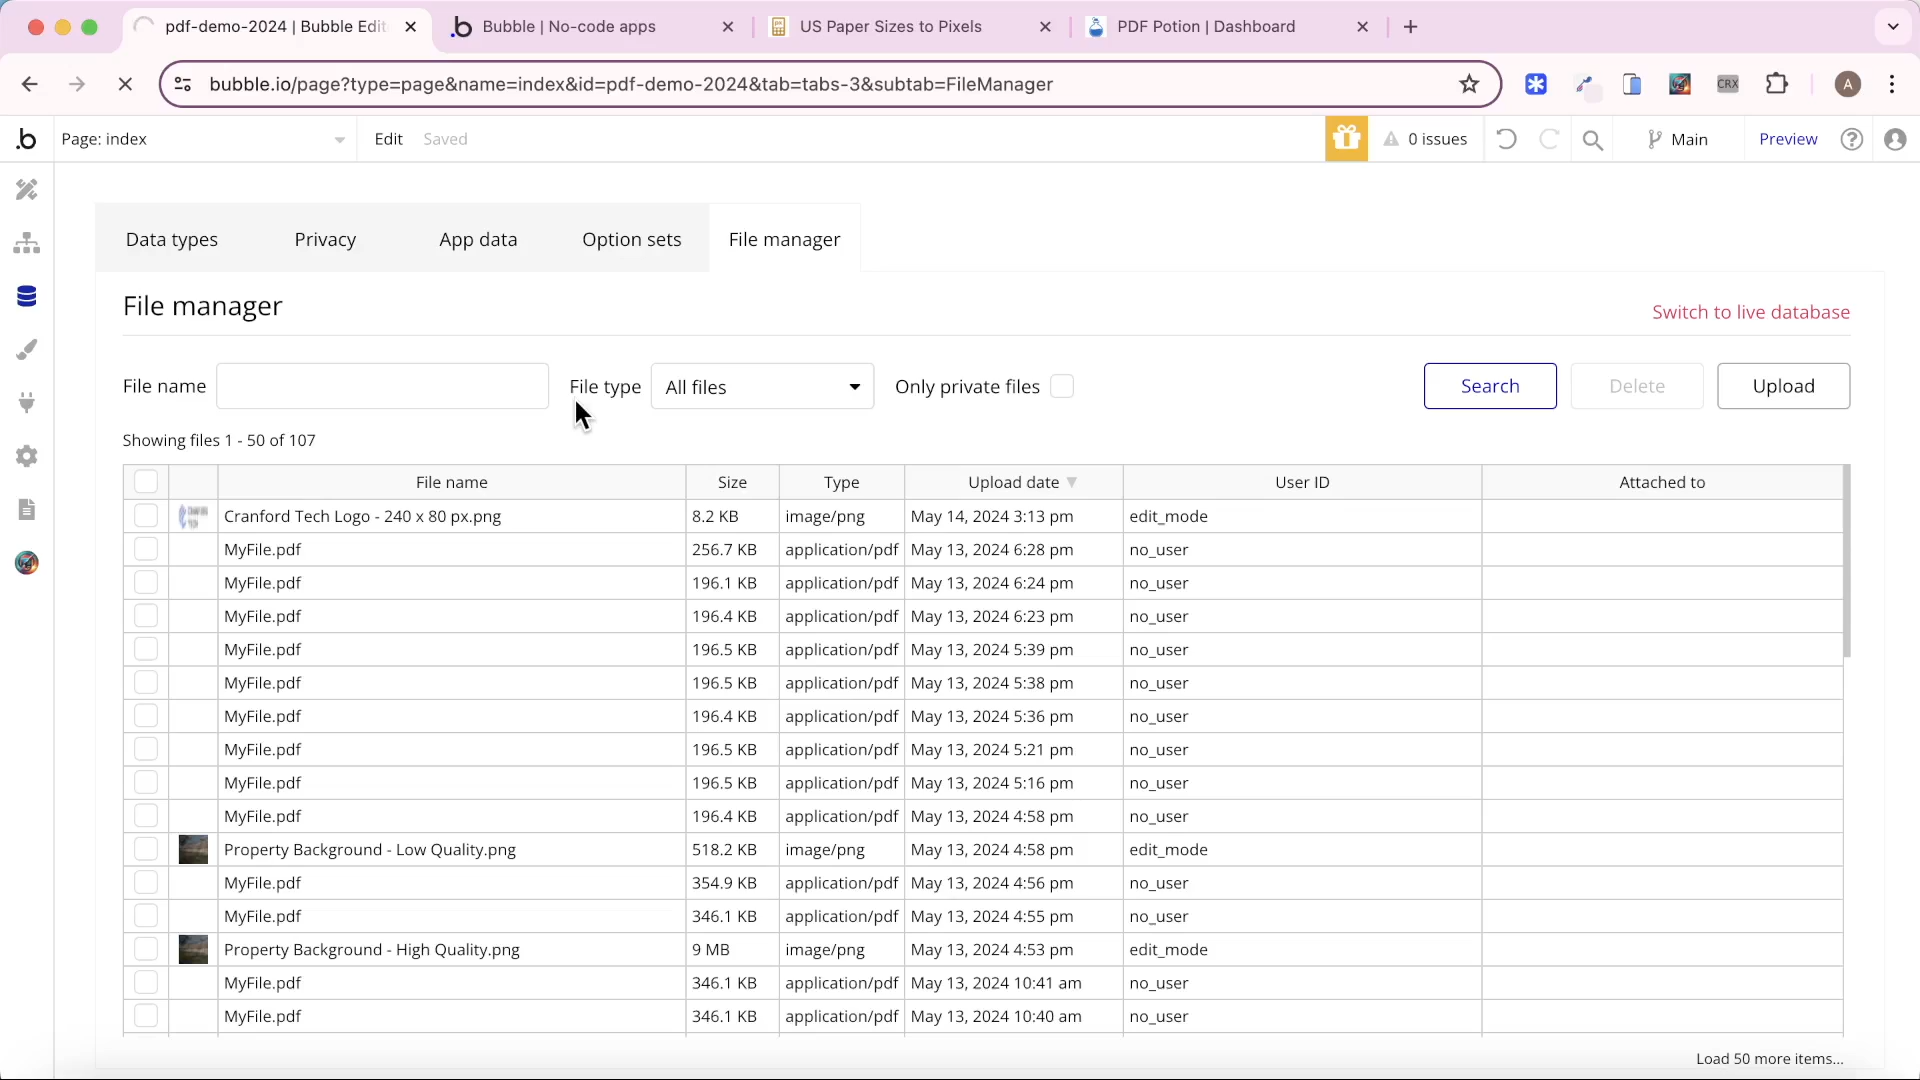 pdf-demo-2024 | Bubble Edit
Bubble | No-code apps
US Paper Sizes to Pixels
PDF Potion | Dashboard
bubble.io/page?type=page&name=index&id=pdf-demo-2024&tab=tabs-3&subtab=FileManager
CRX
A
Page: index
Edit
Saved
0 issues
Main
Preview
Data types
Privacy
App data
Option sets
File manager
File manager
Switch to live database
File name
File type
All files
Only private files
Search
Delete
Upload
Showing files 1 - 50 of 107
File name Size Type Upload date User ID Attached to
Cranford Tech Logo - 240 x 80 px.png 8.2 KB image/png May 14, 2024 3:13 pm edit_mode
MyFile.pdf 256.7 KB application/pdf May 13, 2024 6:28 pm no_user
MyFile.pdf 196.1 KB application/pdf May 13, 2024 6:24 pm no_user
MyFile.pdf 196.4 KB application/pdf May 13, 2024 6:23 pm no_user
MyFile.pdf 196.5 KB application/pdf May 13, 2024 5:39 pm no_user
MyFile.pdf 196.5 KB application/pdf May 13, 2024 5:38 pm no_user
MyFile.pdf 196.4 KB application/pdf May 13, 2024 5:36 pm no_user
MyFile.pdf 196.5 KB application/pdf May 13, 2024 5:21 pm no_user
MyFile.pdf 196.5 KB application/pdf May 13, 2024 5:16 pm no_user
MyFile.pdf 196.4 KB application/pdf May 13, 2024 4:58 pm no_user
Property Background - Low Quality.png 518.2 KB image/png May 13, 2024 4:58 pm edit_mode
MyFile.pdf 354.9 KB application/pdf May 13, 2024 4:56 pm no_user
MyFile.pdf 346.1 KB application/pdf May 13, 2024 4:55 pm no_user
Property Background - High Quality.png 9 MB image/png May 13, 2024 4:53 pm edit_mode
MyFile.pdf 346.1 KB application/pdf May 13, 2024 10:41 am no_user
MyFile.pdf 346.1 KB application/pdf May 13, 2024 10:40 am no_user
Load 50 more items...